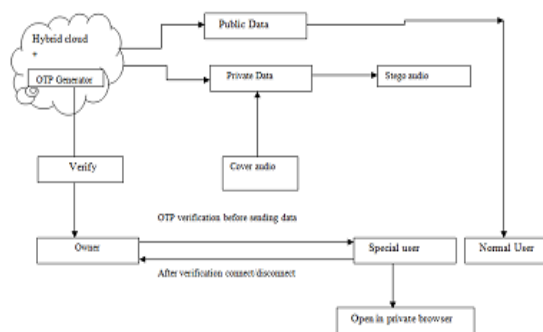 Public Data
Hybrid cloud
+
OTP Generator
Private Data
Stego audio
Verify
Cover audio
OTP verification before sending data
Owner
Special user
Normal User
After verification connect/disconnect
Open in private browser